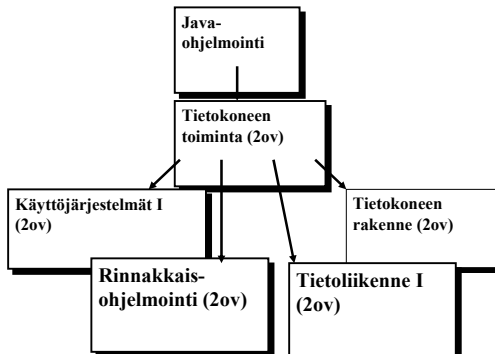 Java-
ohjelmointi
Tietokoneen
toiminta (2ov)
Käyttöjärjestelmät I
(2ov)
Tietokoneen
rakenne (2ov)
Rinnakkais-
ohjelmointi (2ov)
Tietoliikenne I
(2ov)